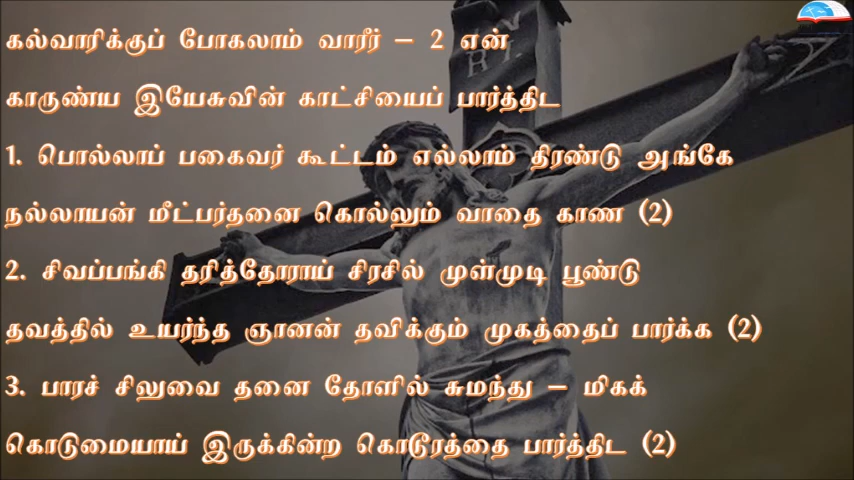 கல்வாரிக்குப் போகலாம் வாரீர் – 2 என்
காருண்ய இயேசுவின் காட்சியைப் பார்த்திட
1. பொல்லாப் பகைவர் கூட்டம் எல்லாம் திரண்டு அங்கே
நல்லாயன் மீட்பர்தனை கொல்லும் வாதை காண (2)
2. சிவப்பங்கி தரித்தோராய் சிரசில் முள்முடி பூண்டு
தவத்தில் உயர்ந்த ஞானன் தவிக்கும் முகத்தைப் பார்க்க (2)
3. பாரச் சிலுவை தனை தோளில் சுமந்து – மிகக்
கொடுமையாய் இருக்கின்ற கொடூரத்தை பார்த்திட (2)